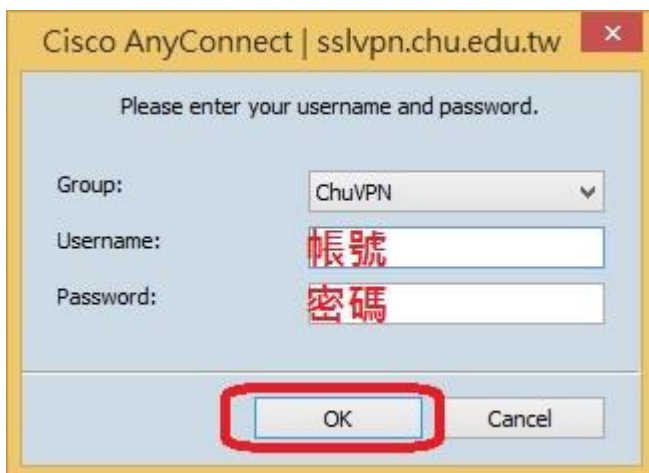 Cisco AnyConnect | sslvpn.chu.edu.tw
Please enter your username and password.
Group: ChuVPN
Username: 帳號
Password: 密碼
OK Cancel